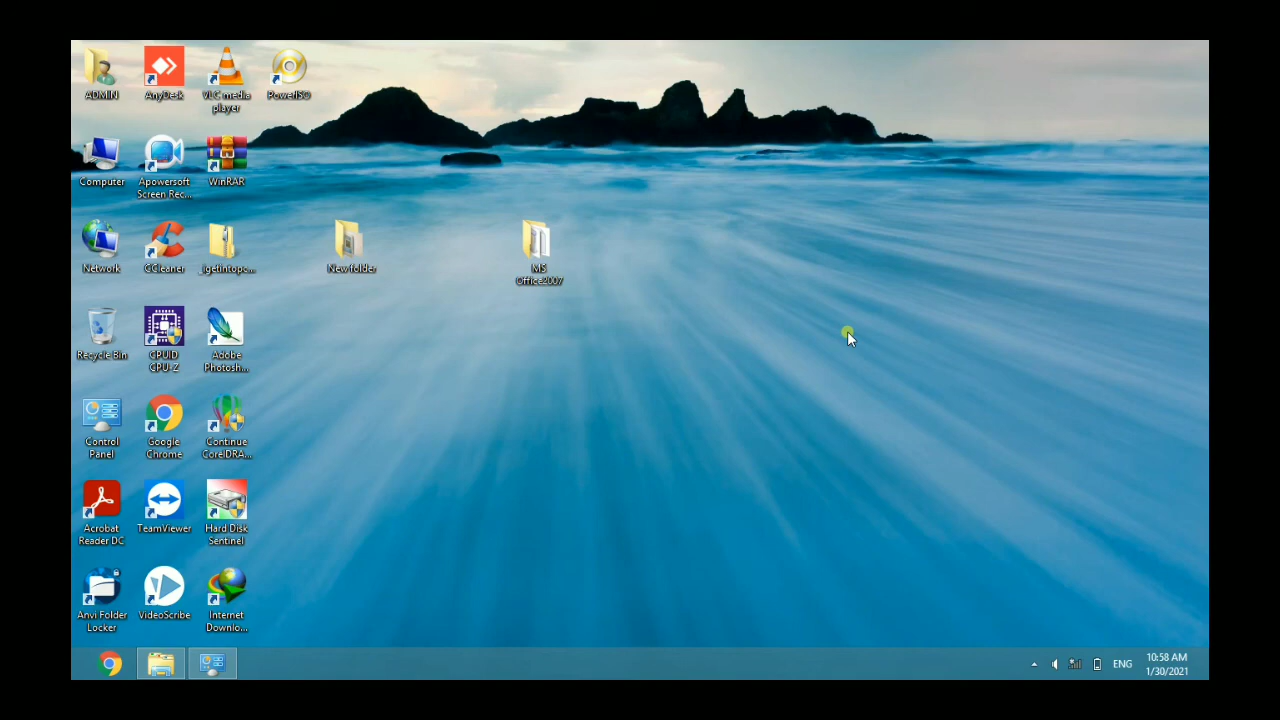 ADMIN
AnyDesk
VLC media
player
PowerISO
Computer
Apowersoft
Screen Rec...
WinRAR
Network
CCleaner
_igetintopc...
New folder
MS
Office2007
Recycle Bin
CPUID
CPU-Z
Adobe
Photosh...
Control
Panel
Google
Chrome
Continue
CorelDRA...
Acrobat
Reader DC
TeamViewer
Hard Disk
Sentinel
Anvi Folder
Locker
VideoScribe
Internet
Downlo...
ENG
10:58 AM
1/30/2021